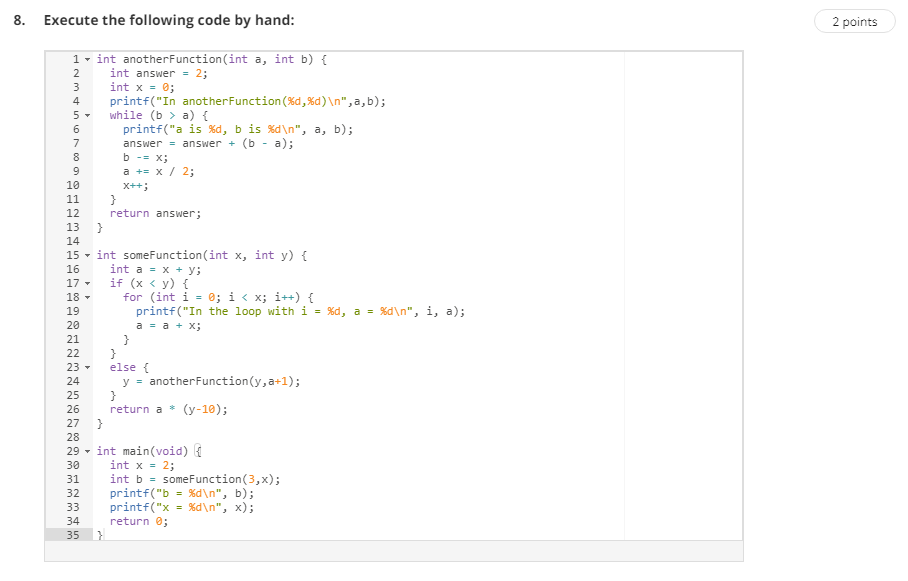 8. Execute the following code by hand:
2 points
1 int anotherFunction(int a, int b) {
2   int answer = 2;
3   int x = 0;
4   printf("In anotherFunction(%d,%d)\n",a,b);
5   while (b > a) {
6     printf("a is %d, b is %d\n", a, b);
7     answer = answer + (b - a);
8     b -= x;
9     a += x / 2;
10     x++;
11   }
12   return answer;
13 }
14
15 int someFunction(int x, int y) {
16   int a = x + y;
17   if (x < y) {
18     for (int i = 0; i < x; i++) {
19       printf("In the loop with i = %d, a = %d\n", i, a);
20       a = a + x;
21     }
22   }
23   else {
24     y = anotherFunction(y,a+1);
25   }
26   return a * (y-10);
27 }
28
29 int main(void) {
30   int x = 2;
31   int b = someFunction(3,x);
32   printf("b = %d\n", b);
33   printf("x = %d\n", x);
34   return 0;
35 }